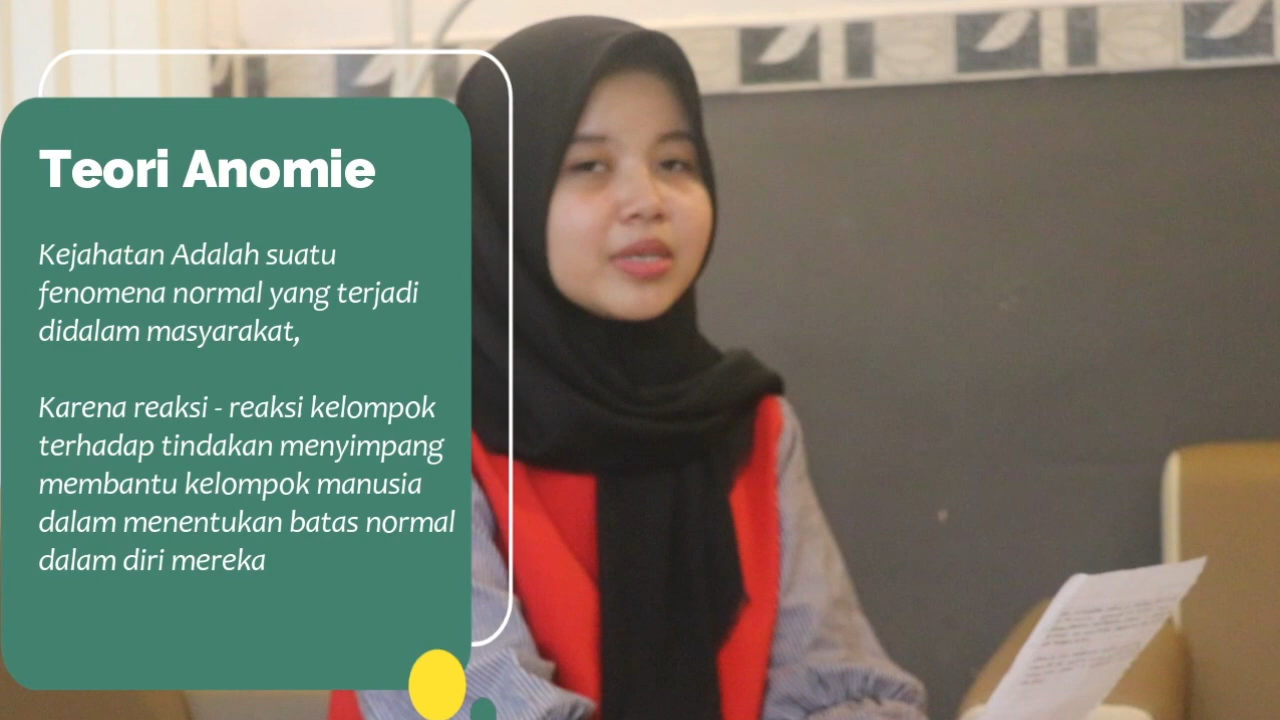 Teori Anomie
Kejahatan Adalah suatu
fenomena normal yang terjadi
didalam masyarakat,
Karena reaksi - reaksi kelompok
terhadap tindakan menyimpang
membantu kelompok manusia
dalam menentukan batas normal
dalam diri mereka